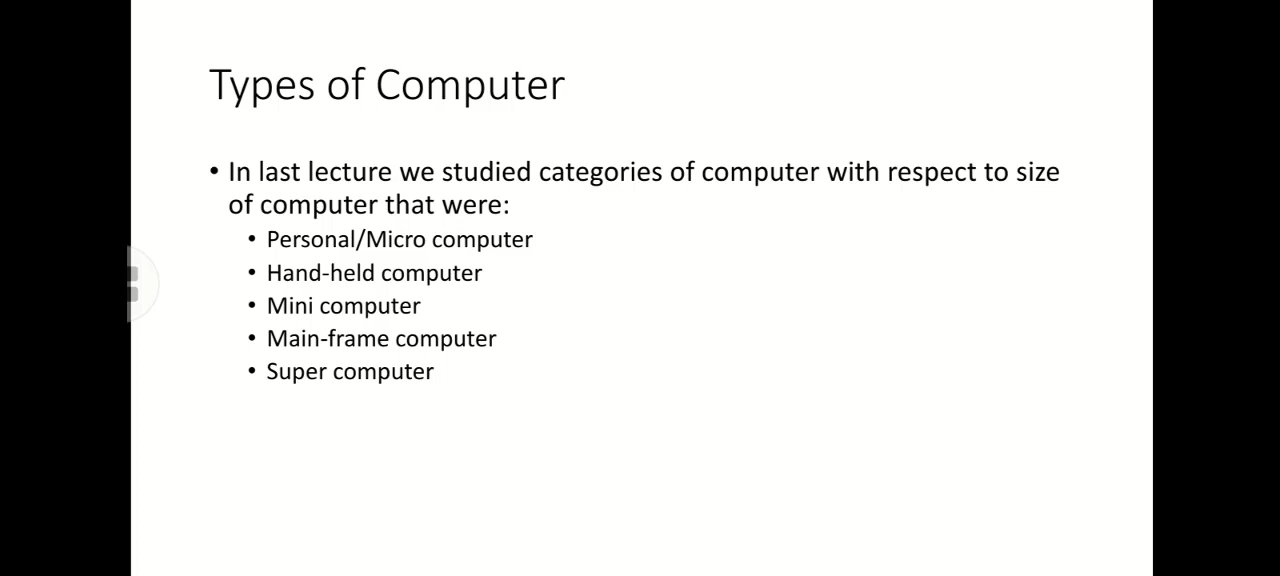 Types of Computer
• In last lecture we studied categories of computer with respect to size
of computer that were:
• Personal/Micro computer
• Hand-held computer
• Mini computer
• Main-frame computer
• Super computer